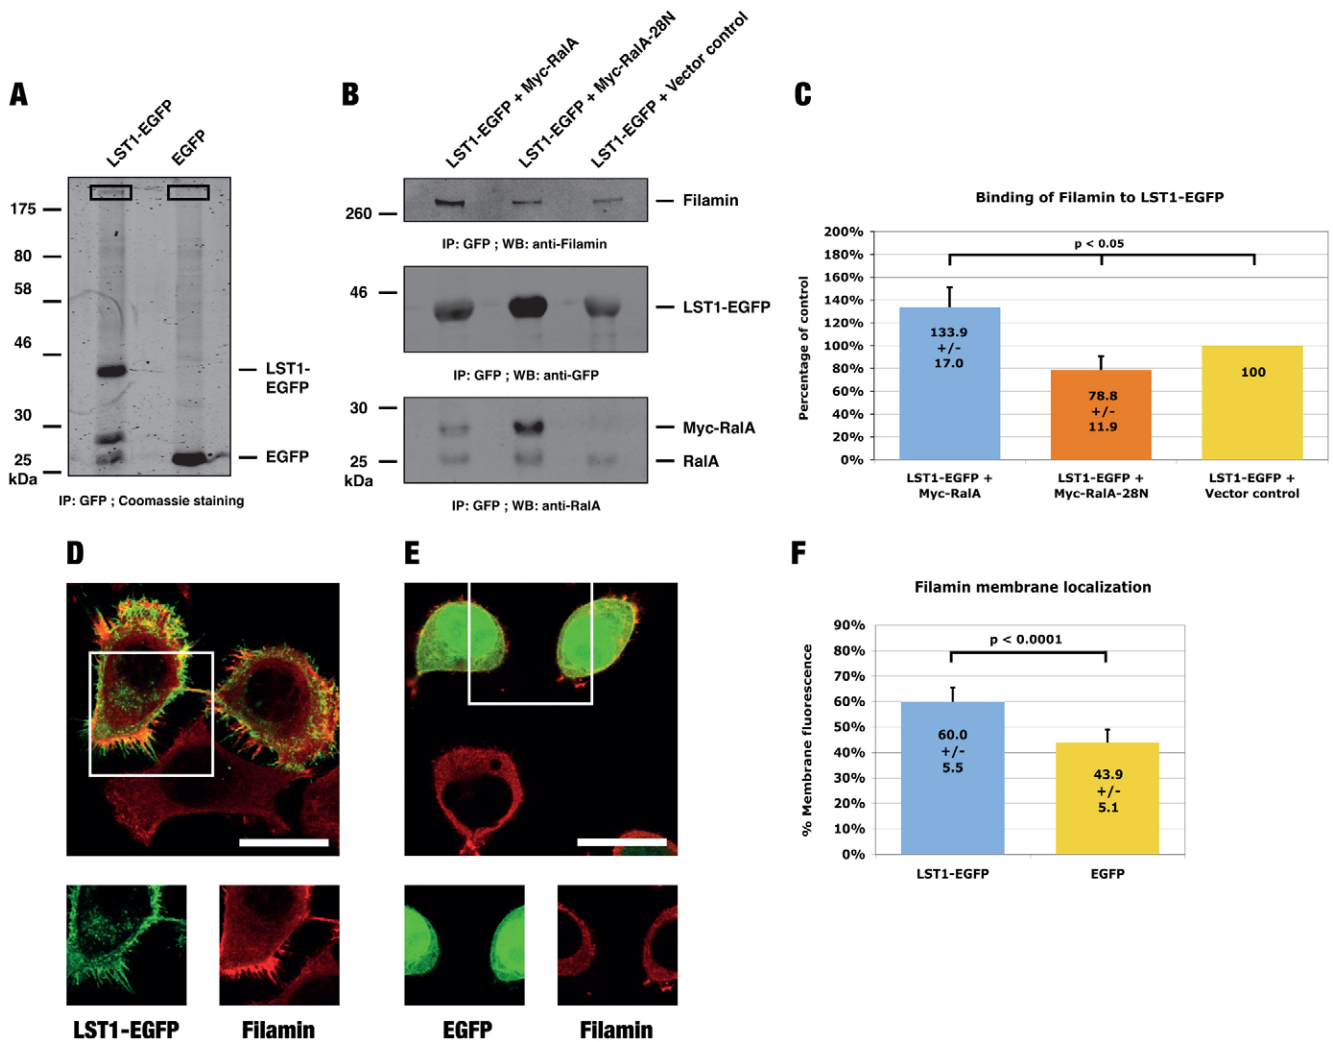 A
LST1-EGFP
EGFP
175
80
58
46
30
25
kDa
LST1-
EGFP
EGFP
IP: GFP ; Coomassie staining
B
LST1-EGFP + Myc-RalA
LST1-EGFP + Myc-RalA-28N
LST1-EGFP + Vector control
260
Filamin
IP: GFP ; WB: anti-Filamin
46
LST1-EGFP
IP: GFP ; WB: anti-GFP
30
Myc-RalA
25
RalA
kDa
IP: GFP ; WB: anti-RalA
C
Binding of Filamin to LST1-EGFP
Percentage of control
200%
180%
160%
140%
120%
100%
80%
60%
40%
20%
0%
p < 0.05
133.9
+/-
17.0
78.8
+/-
11.9
100
LST1-EGFP +
Myc-RalA
LST1-EGFP +
Myc-RalA-28N
LST1-EGFP +
Vector control
D
LST1-EGFP
Filamin
E
EGFP
Filamin
F
Filamin membrane localization
% Membrane fluorescence
90%
80%
70%
60%
50%
40%
30%
20%
10%
0%
p < 0.0001
60.0
+/-
5.5
43.9
+/-
5.1
LST1-EGFP
EGFP